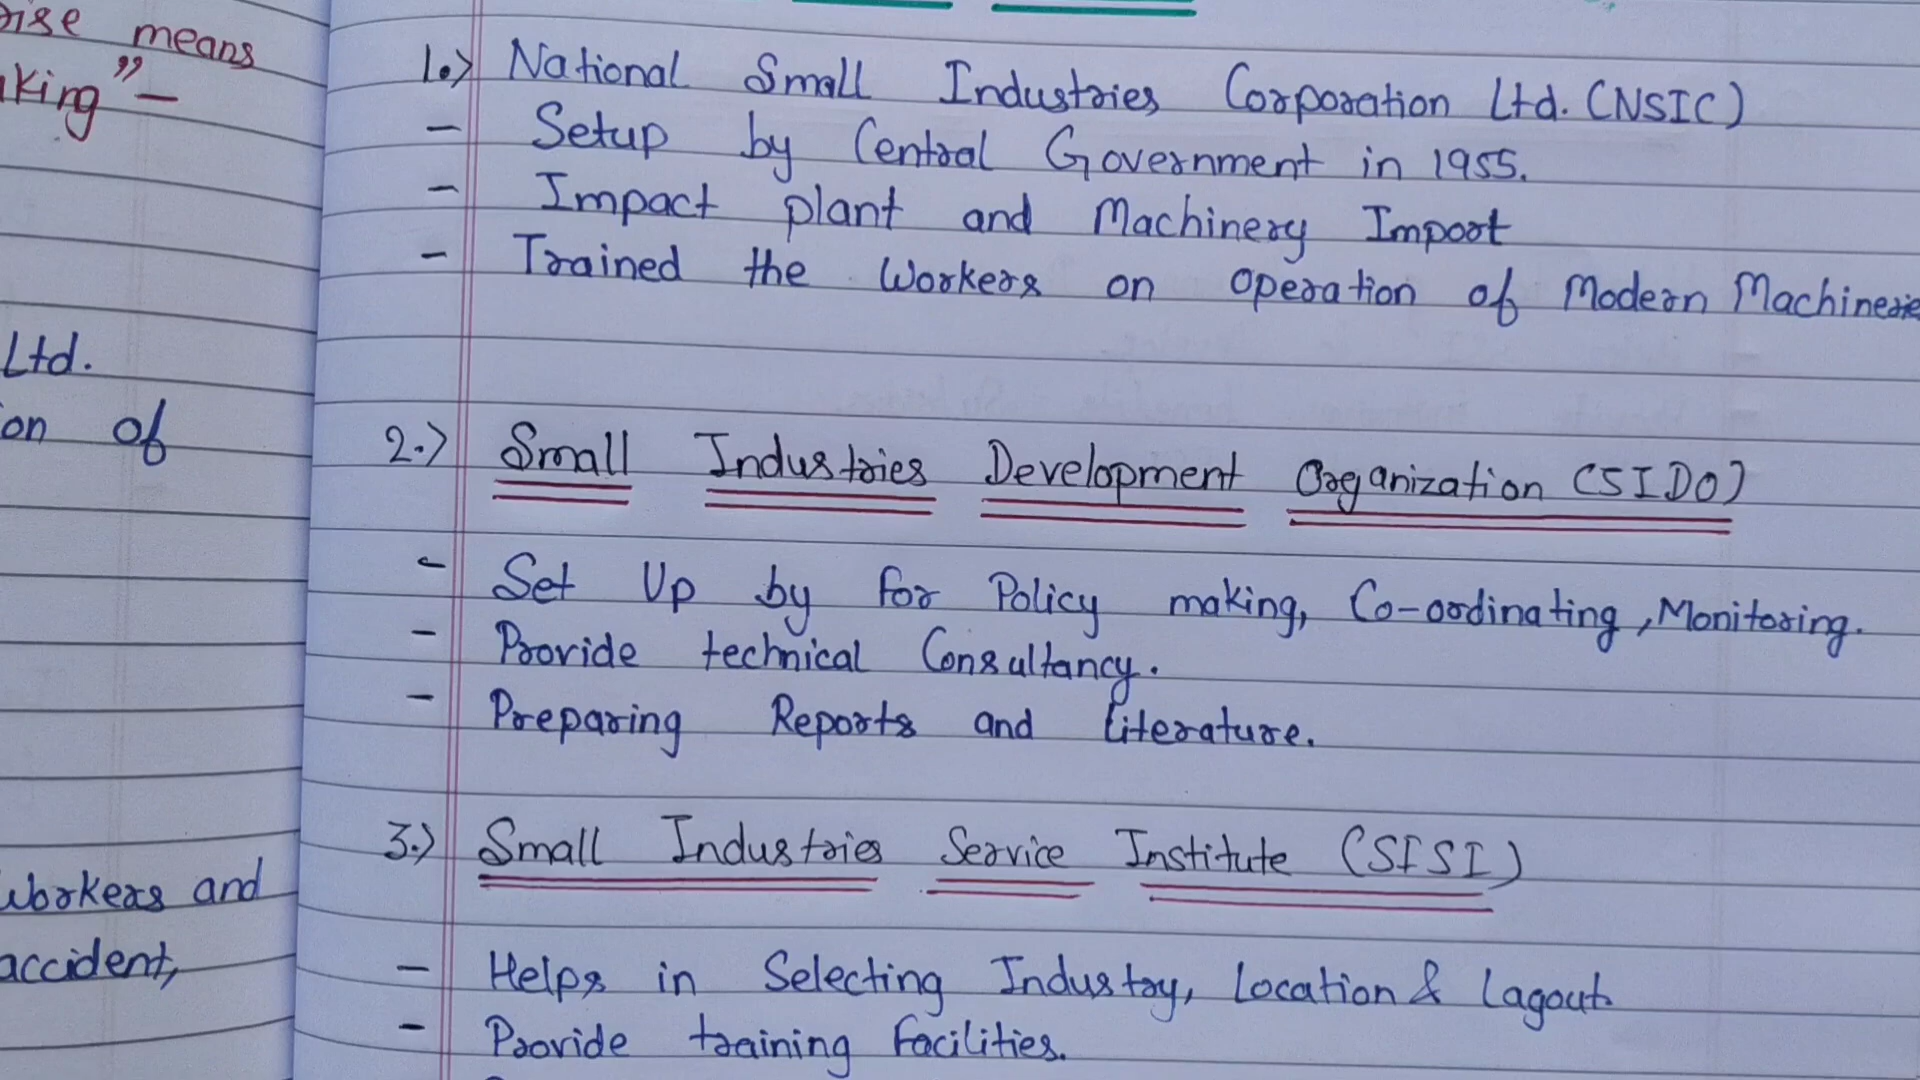 ise means
king" -
Ltd.
on of
Workers and
accident,
1.) National Small Industries Corporation Ltd. (NSIC)
- Setup by Central Government in 1955.
- Impact plant and Machinery Import
- Trained the Workers on Operation of Modern Machinerie
2.) Small Industries Development Organization (SIDO)
- Set Up by for Policy making, Co-ordinating, Monitoring.
- Provide technical Consultancy.
- Preparing Reports and Literature.
3.) Small Industries Service Institute (SISI)
- Helps in Selecting Industry, Location & Lagout
- Provide training Facilities.